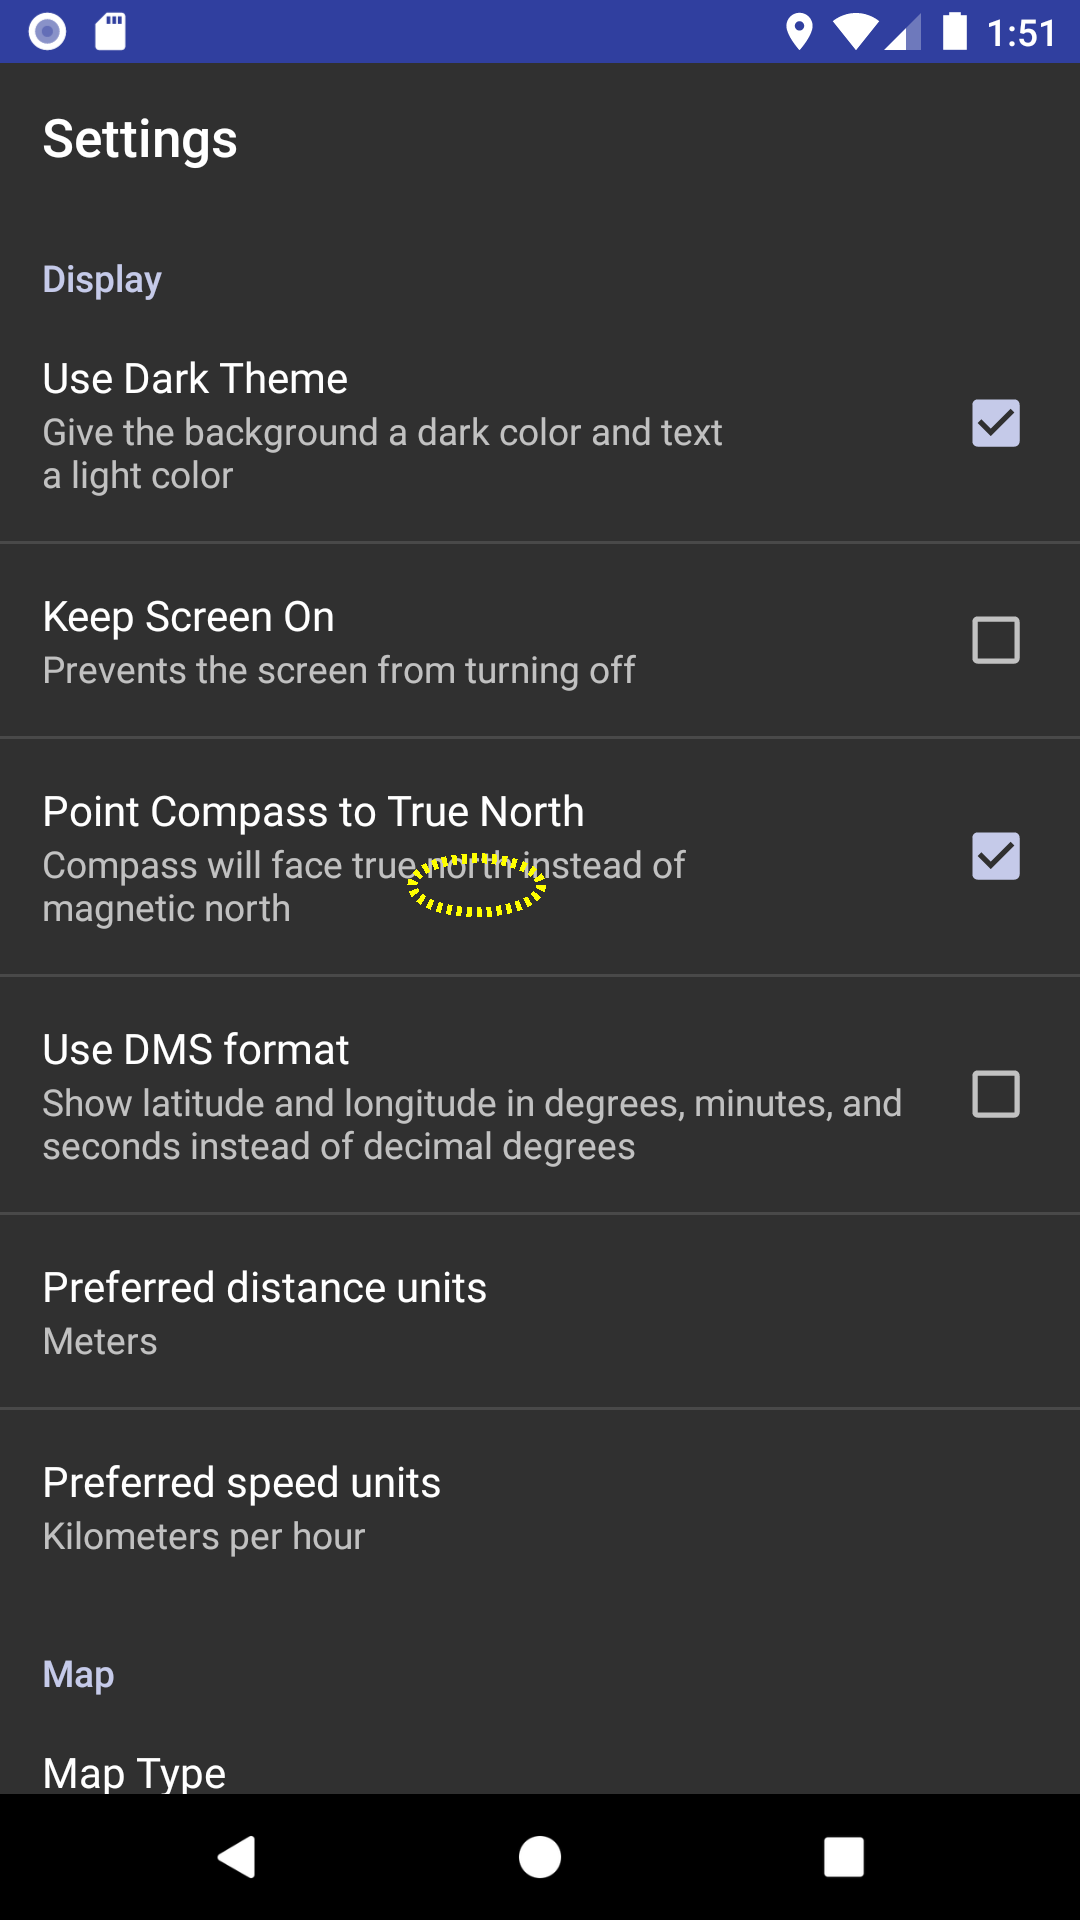 1:51
Settings
Display
Use Dark Theme
Give the background a dark color and text
a light color
Keep Screen On
Prevents the screen from turning off
Point Compass to True North
Compass will face true north instead of
magnetic north
Use DMS format
Show latitude and longitude in degrees, minutes, and
seconds instead of decimal degrees
Preferred distance units
Meters
Preferred speed units
Kilometers per hour
Map
Map Type